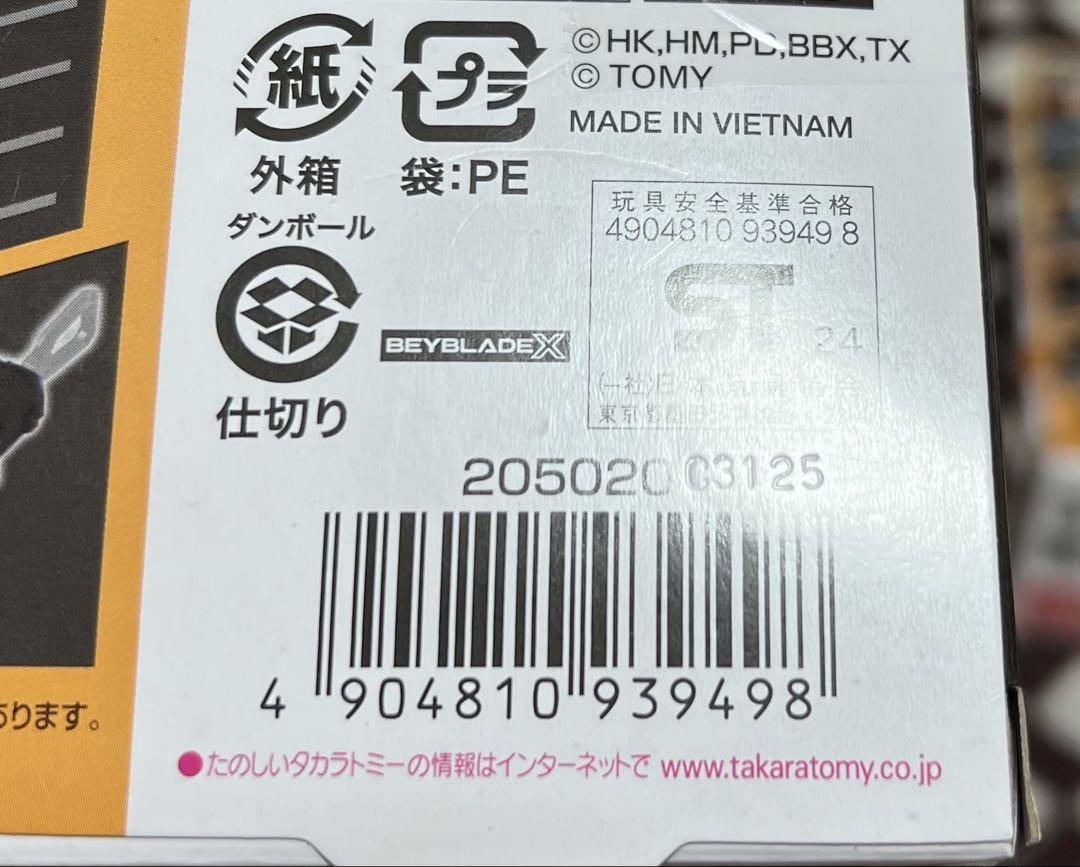 紙
プラ
©HK,HM,PD,BBX,TX
© TOMY
MADE IN VIETNAM
外箱
袋:PE
ダンボール
仕切り
BEYBLADE X
玩具安全基準合格
4904810 93949 8
ST
24
205020 C3125
4 904810 939498
あります。
●たのしいタカラトミーの情報はインターネットで www.takaratomy.co.jp